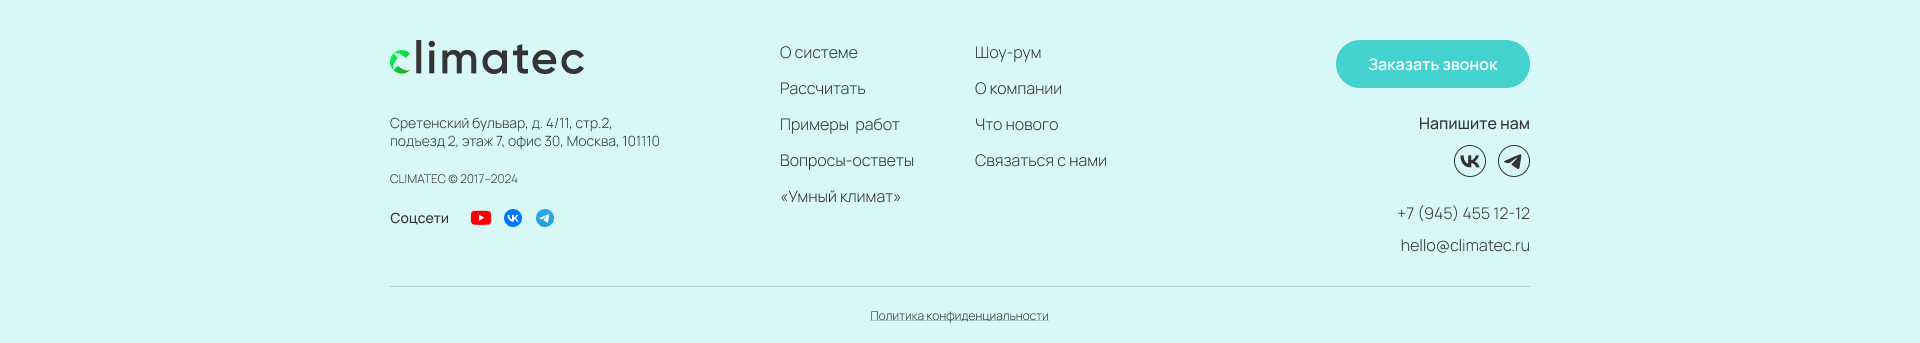 climatec
Сретенский бульвар, д. 4/11, стр.2,
подъезд 2, этаж 7, офис 30, Москва, 101110
CLIMATEC © 2017–2024
Соцсети
О системе
Рассчитать
Примеры работ
Вопросы-остветы
«Умный климат»
Шоу-рум
О компании
Что нового
Связаться с нами
Заказать звонок
Напишите нам
+7 (945) 455 12-12
hello@climatec.ru
Политика конфиденциальности